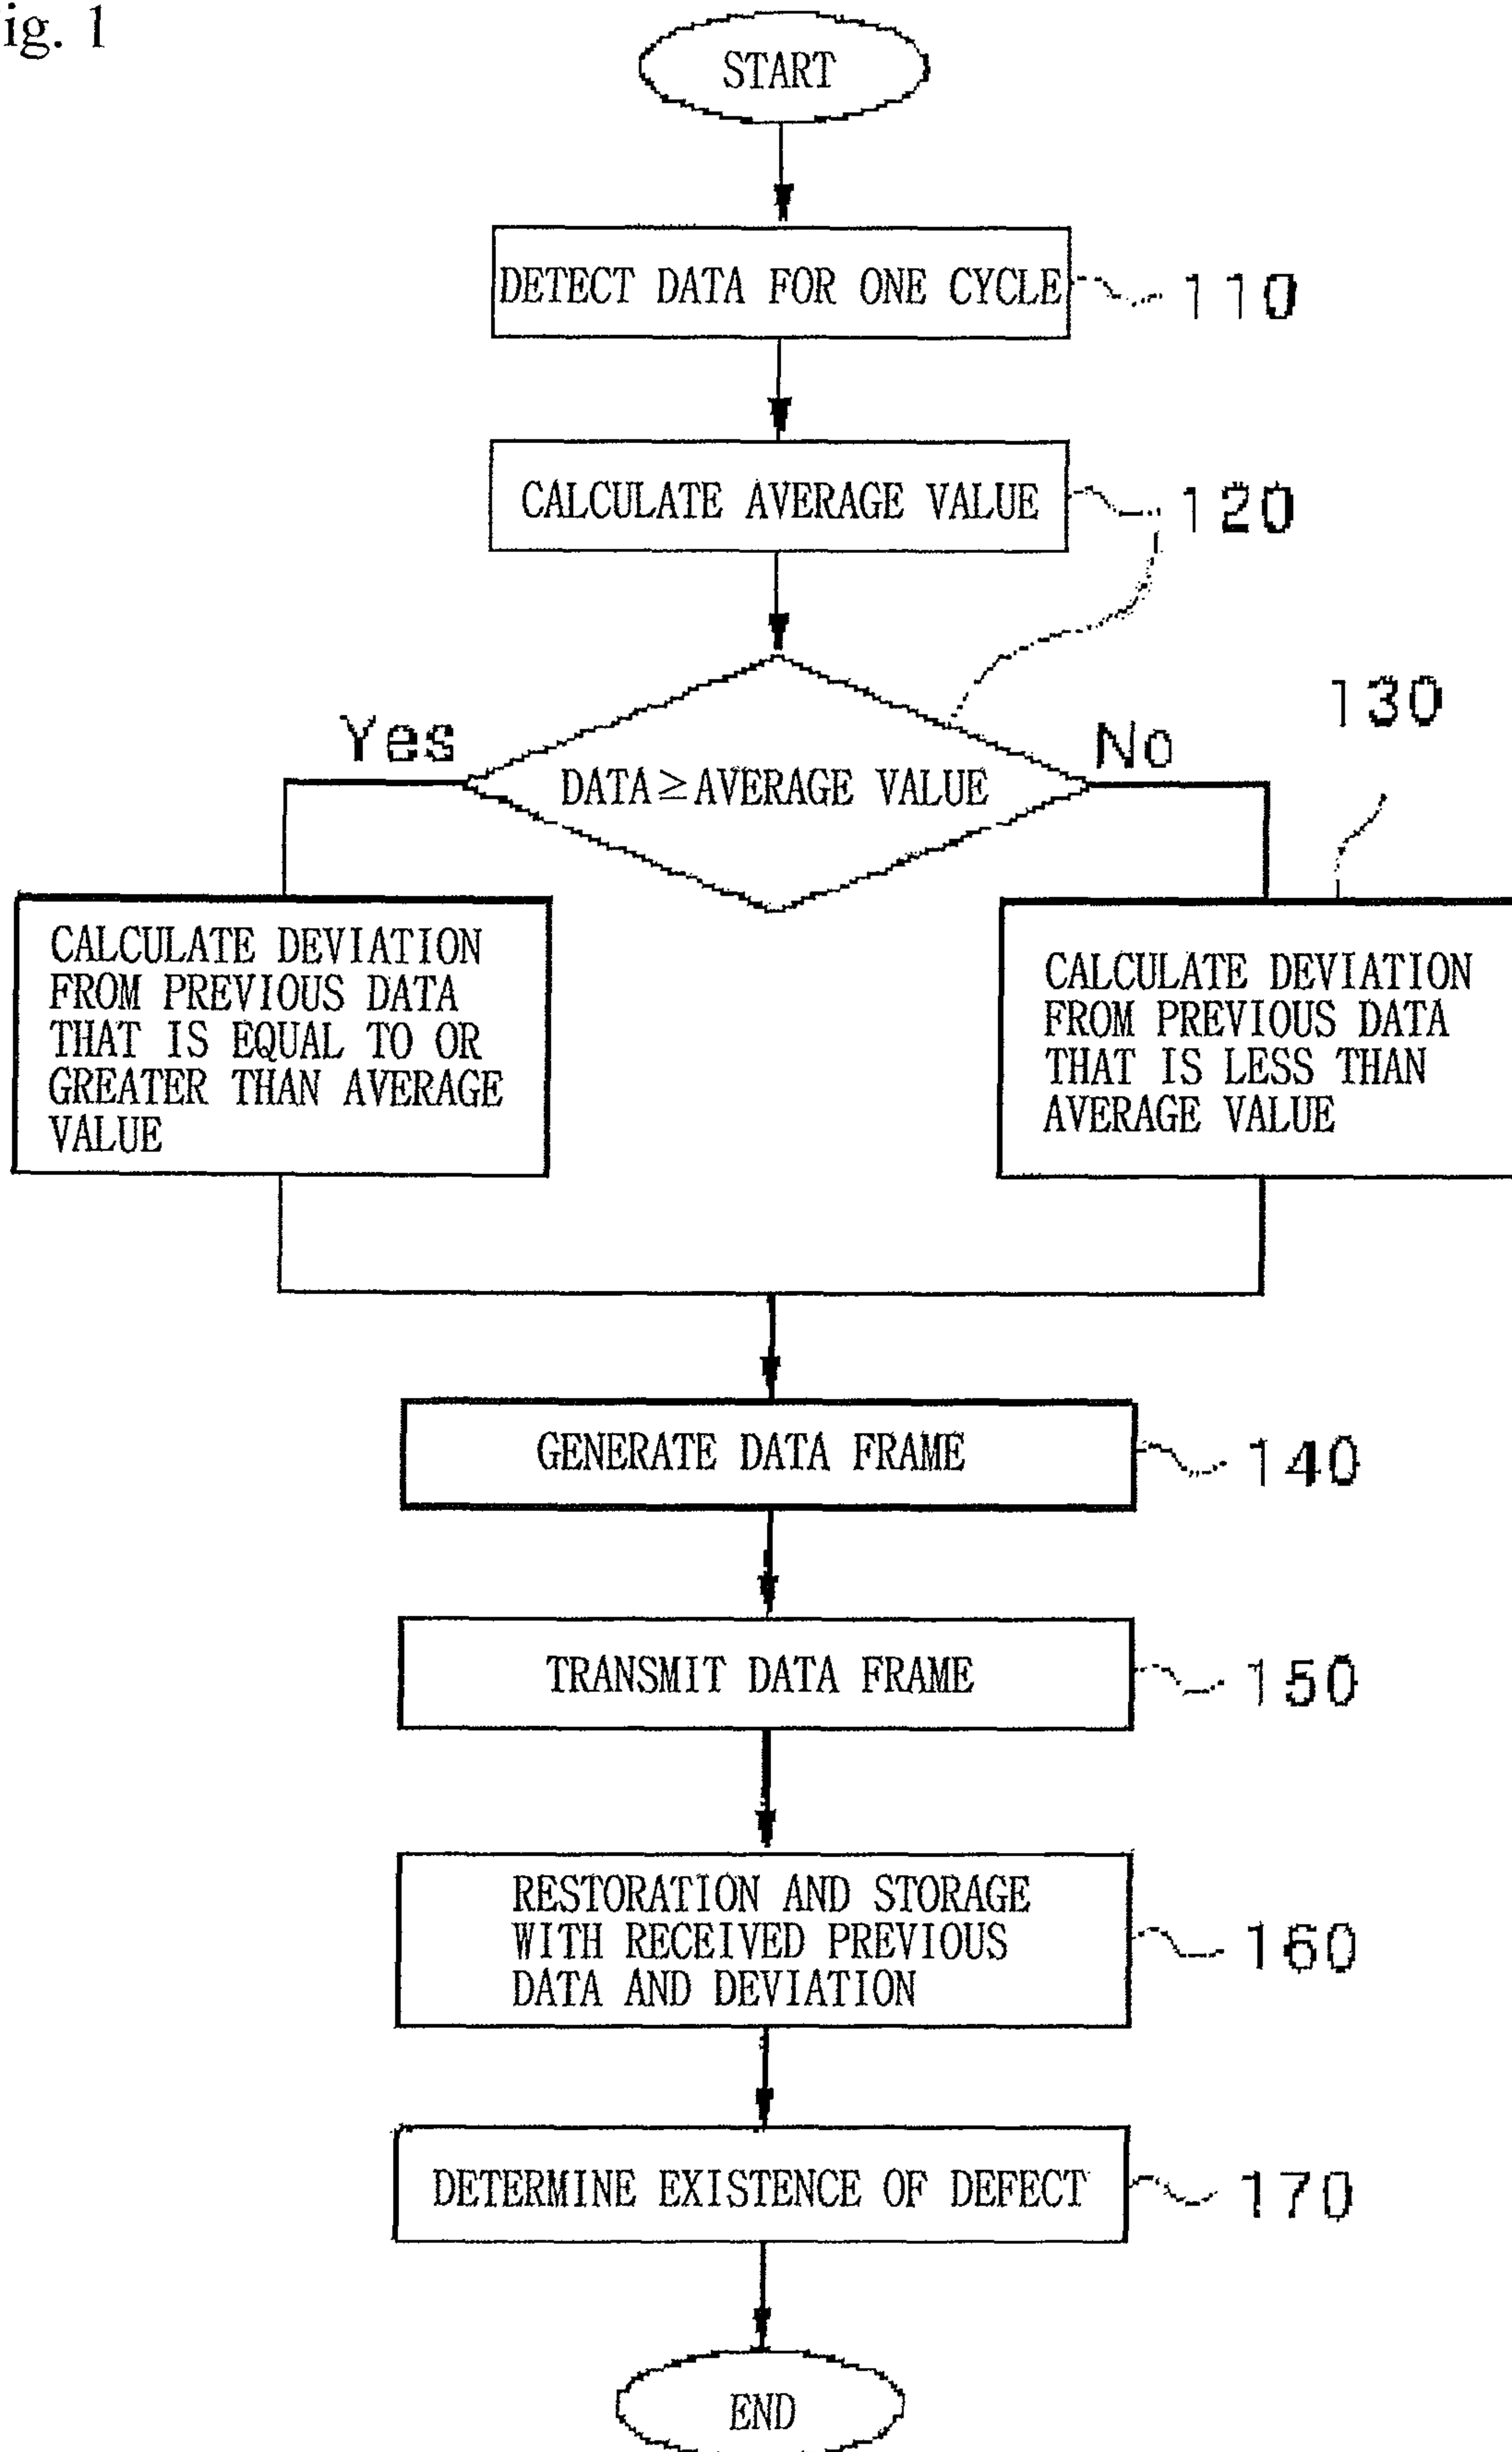 ig. 1
START
DETECT DATA FOR ONE CYCLE
110
CALCULATE AVERAGE VALUE
120
130
Yes
No
DATA≥AVERAGE VALUE
CALCULATE DEVIATION
FROM PREVIOUS DATA
THAT IS EQUAL TO OR
GREATER THAN AVERAGE
VALUE
CALCULATE DEVIATION
FROM PREVIOUS DATA
THAT IS LESS THAN
AVERAGE VALUE
GENERATE DATA FRAME
140
TRANSMIT DATA FRAME
150
RESTORATION AND STORAGE
WITH RECEIVED PREVIOUS
DATA AND DEVIATION
160
DETERMINE EXISTENCE OF DEFECT
170
END